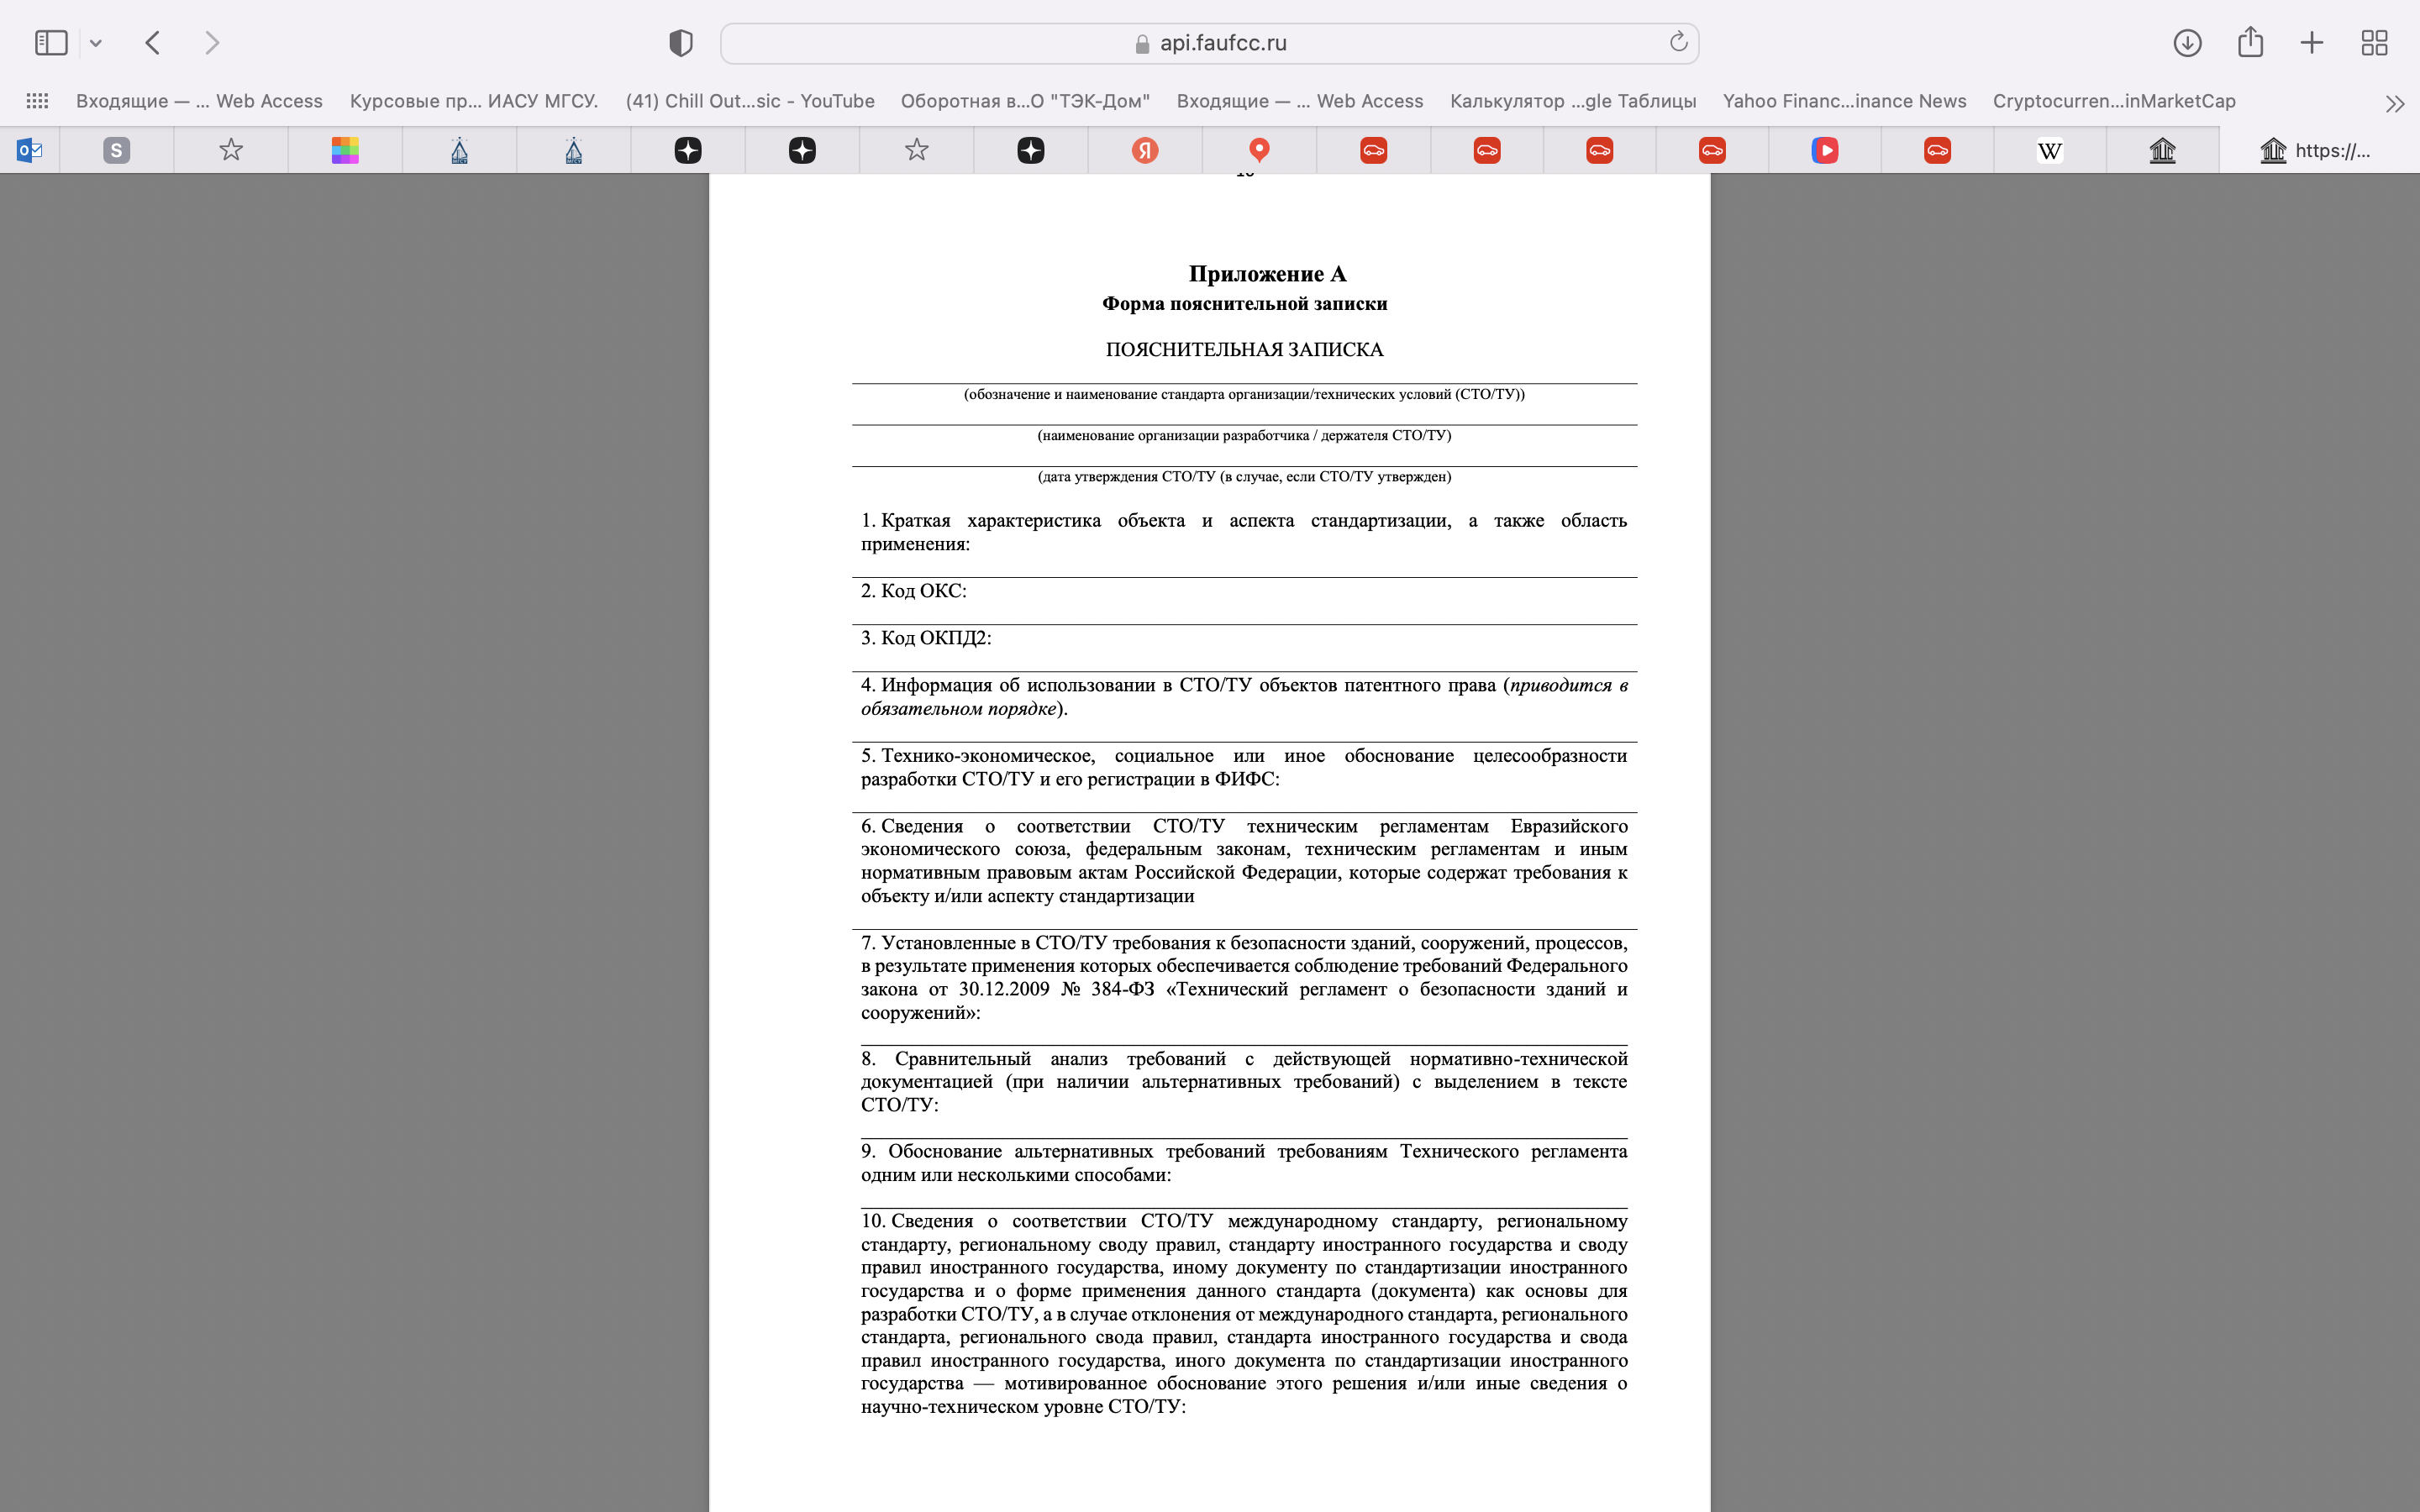 api.faufcc.ru
Входящие — ... Web Access
Курсовые пр... ИАСУ МГСУ.
(41) Chill Out...sic - YouTube
Оборотная в...О "ТЭК-Дом"
Входящие — ... Web Access
Калькулятор ...gle Таблицы
Yahoo Financ...inance News
Cryptocurren...inMarketCap
S
Я
W
https://...
Приложение А
Форма пояснительной записки
ПОЯСНИТЕЛЬНАЯ ЗАПИСКА
(обозначение и наименование стандарта организации/технических условий (СТО/ТУ))
(наименование организации разработчика / держателя СТО/ТУ)
(дата утверждения СТО/ТУ (в случае, если СТО/ТУ утвержден)
1. Краткая характеристика объекта и аспекта стандартизации, а также область
применения:
2. Код ОКС:
3. Код ОКПД2:
4. Информация об использовании в СТО/ТУ объектов патентного права (приводится в
обязательном порядке).
5. Технико-экономическое, социальное или иное обоснование целесообразности
разработки СТО/ТУ и его регистрации в ФИФС:
6. Сведения о соответствии СТО/ТУ техническим регламентам Евразийского
экономического союза, федеральным законам, техническим регламентам и иным
нормативным правовым актам Российской Федерации, которые содержат требования к
объекту и/или аспекту стандартизации
7. Установленные в СТО/ТУ требования к безопасности зданий, сооружений, процессов,
в результате применения которых обеспечивается соблюдение требований Федерального
закона от 30.12.2009 № 384-ФЗ «Технический регламент о безопасности зданий и
сооружений»:
8. Сравнительный анализ требований с действующей нормативно-технической
документацией (при наличии альтернативных требований) с выделением в тексте
СТО/ТУ:
9. Обоснование альтернативных требований требованиям Технического регламента
одним или несколькими способами:
10. Сведения о соответствии СТО/ТУ международному стандарту, региональному
стандарту, региональному своду правил, стандарту иностранного государства и своду
правил иностранного государства, иному документу по стандартизации иностранного
государства и о форме применения данного стандарта (документа) как основы для
разработки СТО/ТУ, а в случае отклонения от международного стандарта, регионального
стандарта, регионального свода правил, стандарта иностранного государства и свода
правил иностранного государства, иного документа по стандартизации иностранного
государства — мотивированное обоснование этого решения и/или иные сведения о
научно-техническом уровне СТО/ТУ: